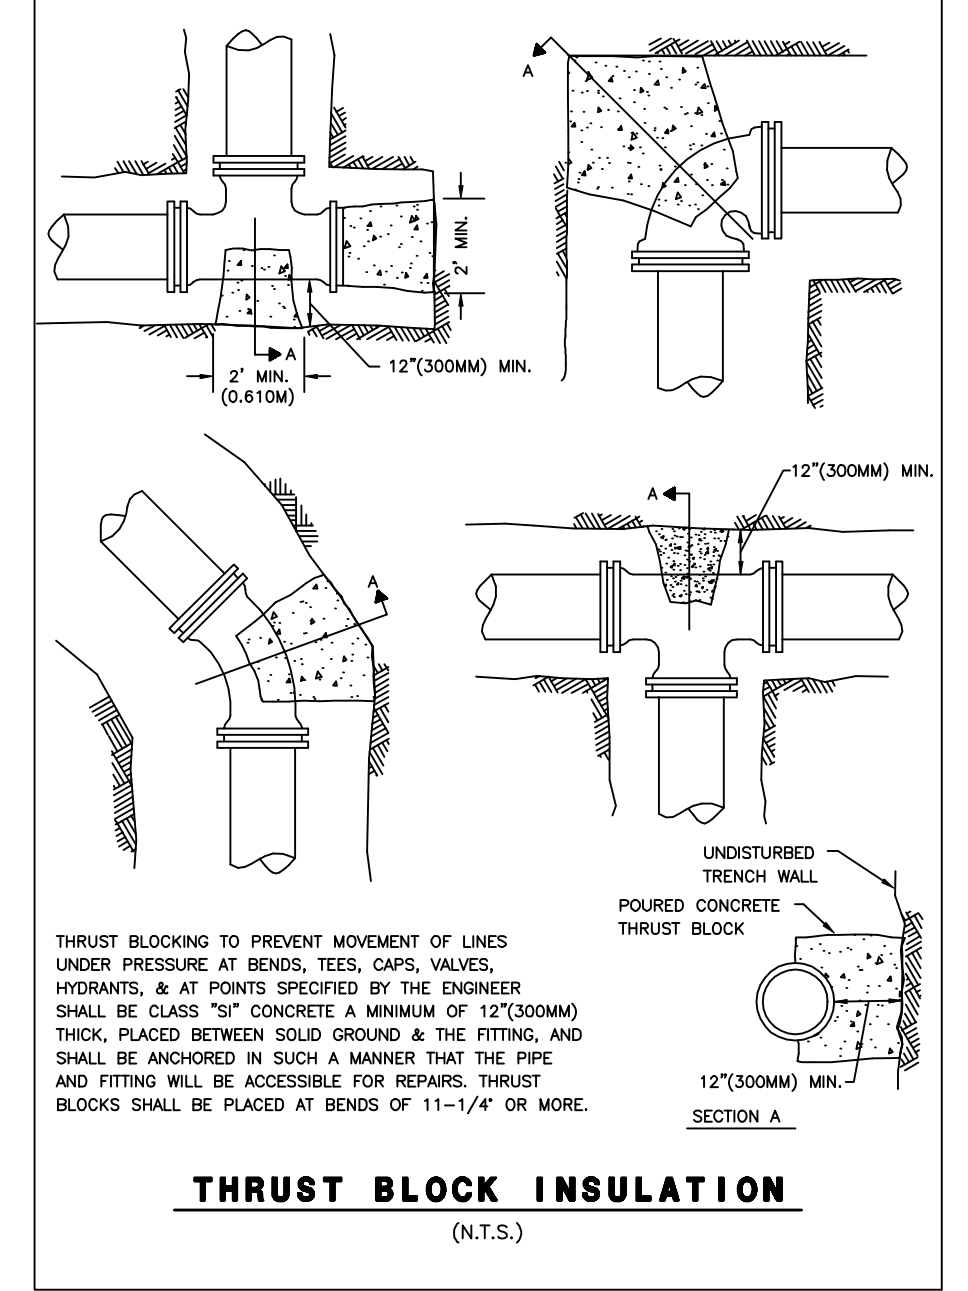 A
2' MIN.
A
12"(300MM) MIN.
2' MIN.
(0.610M)
A
12"(300MM) MIN.
A
A
UNDISTURBED
TRENCH WALL
POURED CONCRETE
THRUST BLOCK
12"(300MM) MIN.
SECTION A
THRUST BLOCKING TO PREVENT MOVEMENT OF LINES
UNDER PRESSURE AT BENDS, TEES, CAPS, VALVES,
HYDRANTS, & AT POINTS SPECIFIED BY THE ENGINEER
SHALL BE CLASS "SI" CONCRETE A MINIMUM OF 12"(300MM)
THICK, PLACED BETWEEN SOLID GROUND & THE FITTING, AND
SHALL BE ANCHORED IN SUCH A MANNER THAT THE PIPE
AND FITTING WILL BE ACCESSIBLE FOR REPAIRS. THRUST
BLOCKS SHALL BE PLACED AT BENDS OF 11-1/4° OR MORE.
THRUST BLOCK INSULATION
(N.T.S.)